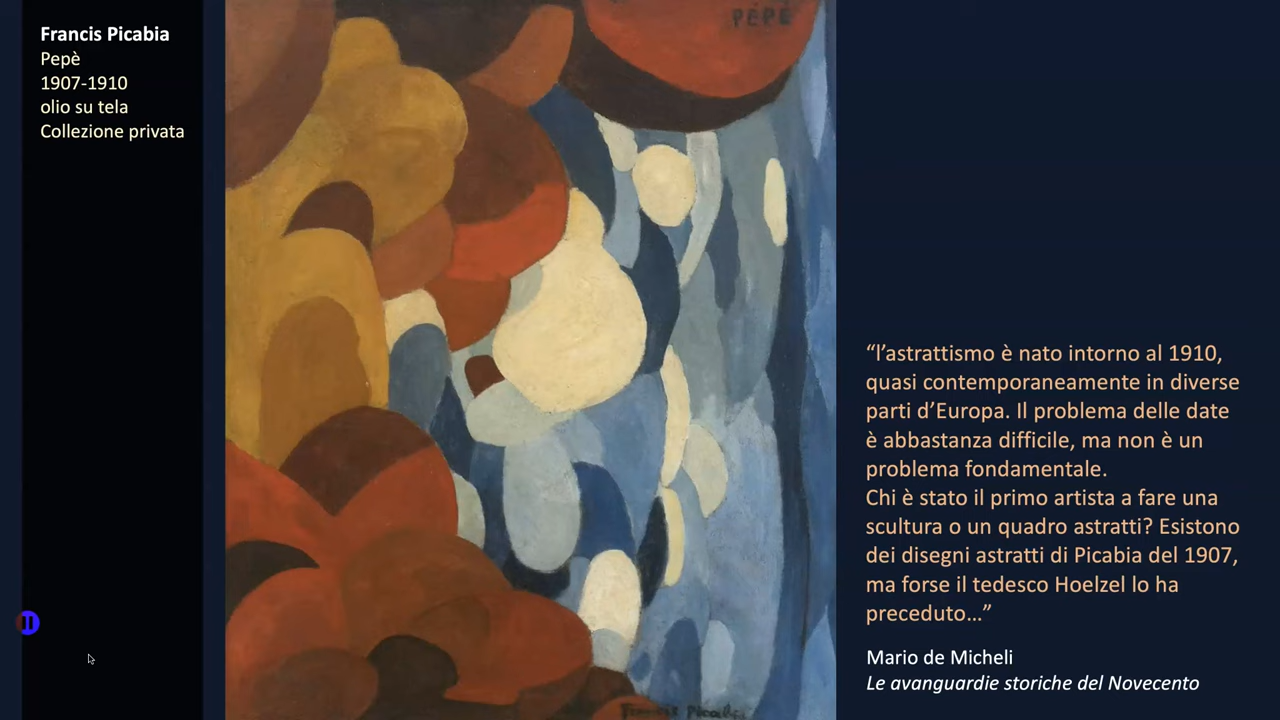 Francis Picabia
Pepè
1907-1910
olio su tela
Collezione privata
PÉPÉ
Francis Picabia
“l’astrattismo è nato intorno al 1910,
quasi contemporaneamente in diverse
parti d’Europa. Il problema delle date
è abbastanza difficile, ma non è un
problema fondamentale.
Chi è stato il primo artista a fare una
scultura o un quadro astratti? Esistono
dei disegni astratti di Picabia del 1907,
ma forse il tedesco Hoelzel lo ha
preceduto…”
Mario de Micheli
Le avanguardie storiche del Novecento